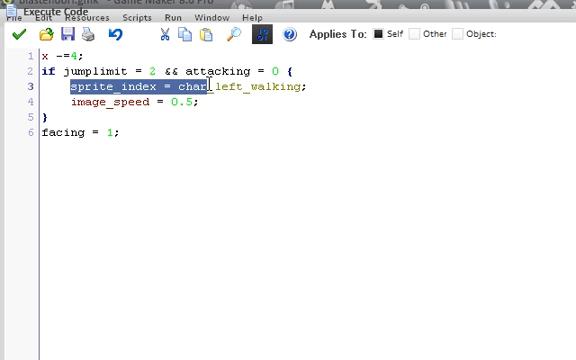 File Edit Resources Scripts Run Window Help
Execute Code
Applies To: Self Other Object:
1 x -=4;
2 if jumplimit = 2 && attacking = 0 {
3 sprite_index = char_left_walking;
4 image_speed = 0.5;
5 }
6 facing = 1;